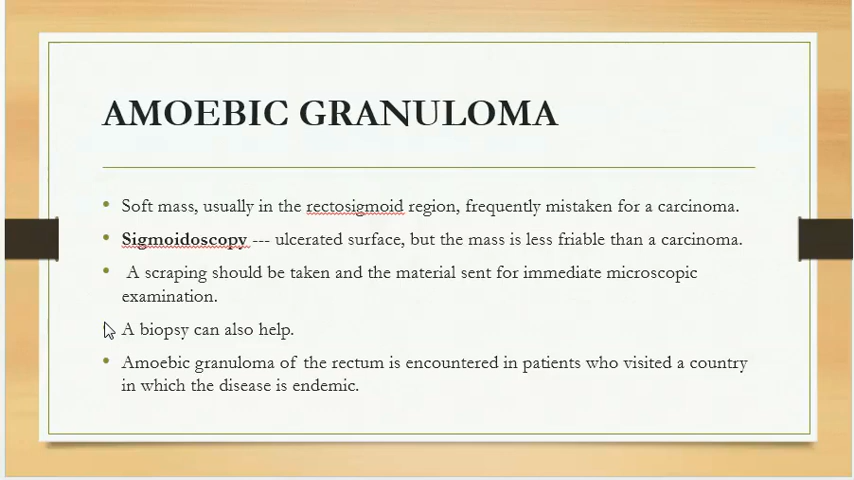 AMOEBIC GRANULOMA
• Soft mass, usually in the rectosigmoid region, frequently mistaken for a carcinoma.
• Sigmoidoscopy --- ulcerated surface, but the mass is less friable than a carcinoma.
• A scraping should be taken and the material sent for immediate microscopic
examination.
A biopsy can also help.
• Amoebic granuloma of the rectum is encountered in patients who visited a country
in which the disease is endemic.